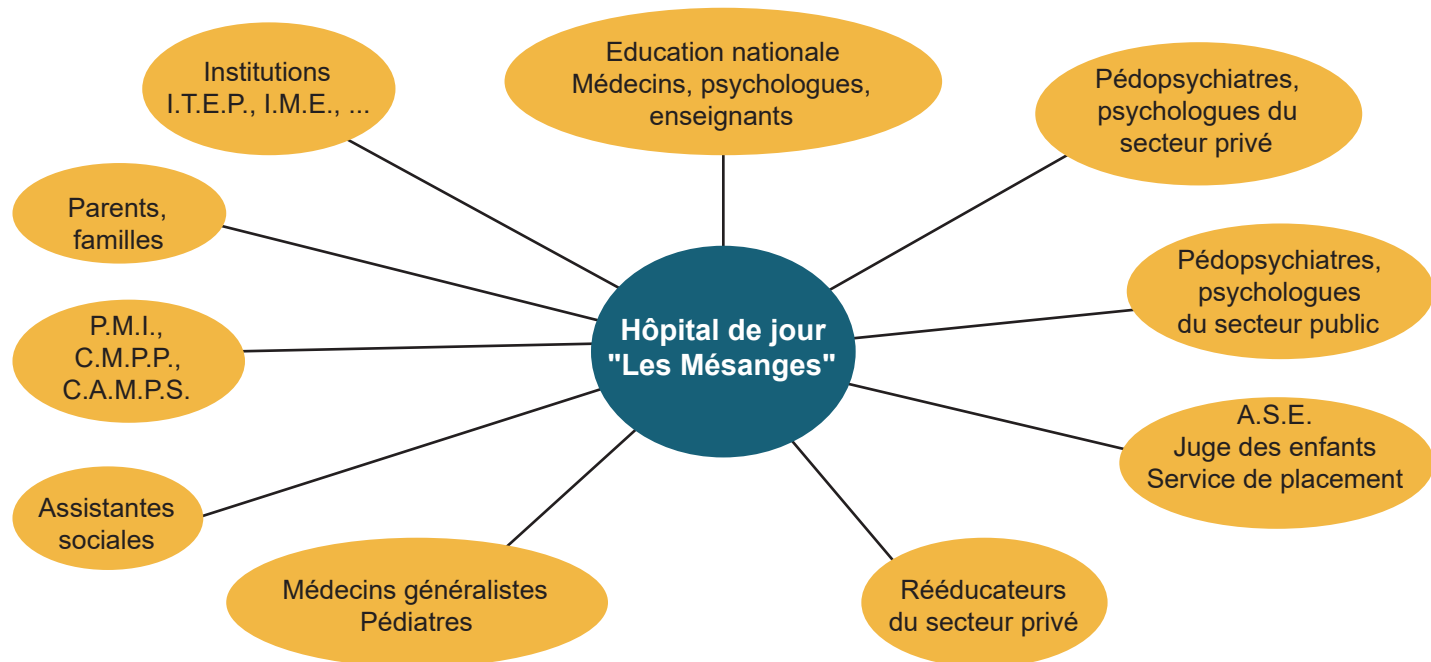 Institutions
I.T.E.P., I.M.E., ...
Education nationale
Médecins, psychologues,
enseignants
Pédopsychiatres,
psychologues du
secteur privé
Parents,
familles
Pédopsychiatres,
psychologues
du secteur public
Hôpital de jour
"Les Mésanges"
P.M.I.,
C.M.P.P.,
C.A.M.P.S.
A.S.E.
Juge des enfants
Service de placement
Assistantes
sociales
Médecins généralistes
Pédiatres
Rééducateurs
du secteur privé